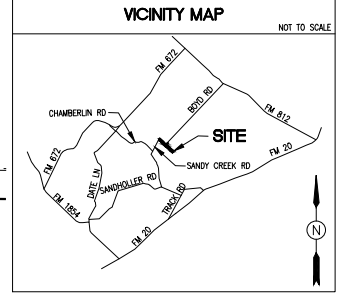 VICINITY MAP
NOT TO SCALE
FM 672
CHAMBERLIN RD
BOYD RD
FM 812
SITE
SANDY CREEK RD
FM 672
DATE LN
SANDHOLLER RD
FM 20
TRACK RD
FM 1854
FM 20
N